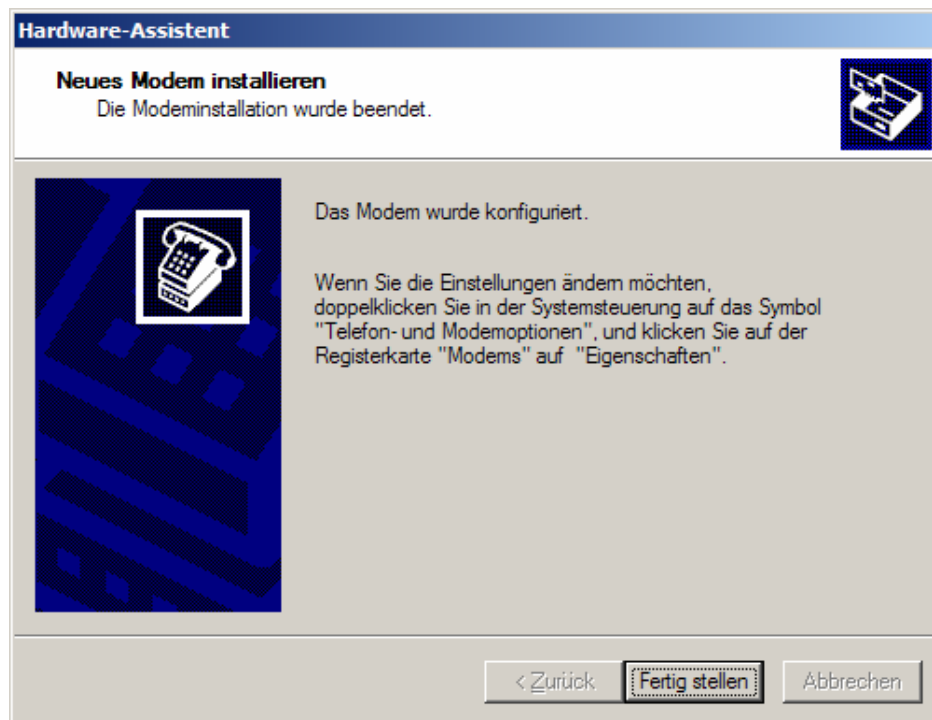 Hardware-Assistent
Neues Modem installieren
Die Modeminstallation wurde beendet.
Das Modem wurde konfiguriert.
Wenn Sie die Einstellungen ändern möchten,
doppelklicken Sie in der Systemsteuerung auf das Symbol
"Telefon- und Modemoptionen", und klicken Sie auf der
Registerkarte "Modems" auf "Eigenschaften".
< Zurück
Fertig stellen
Abbrechen